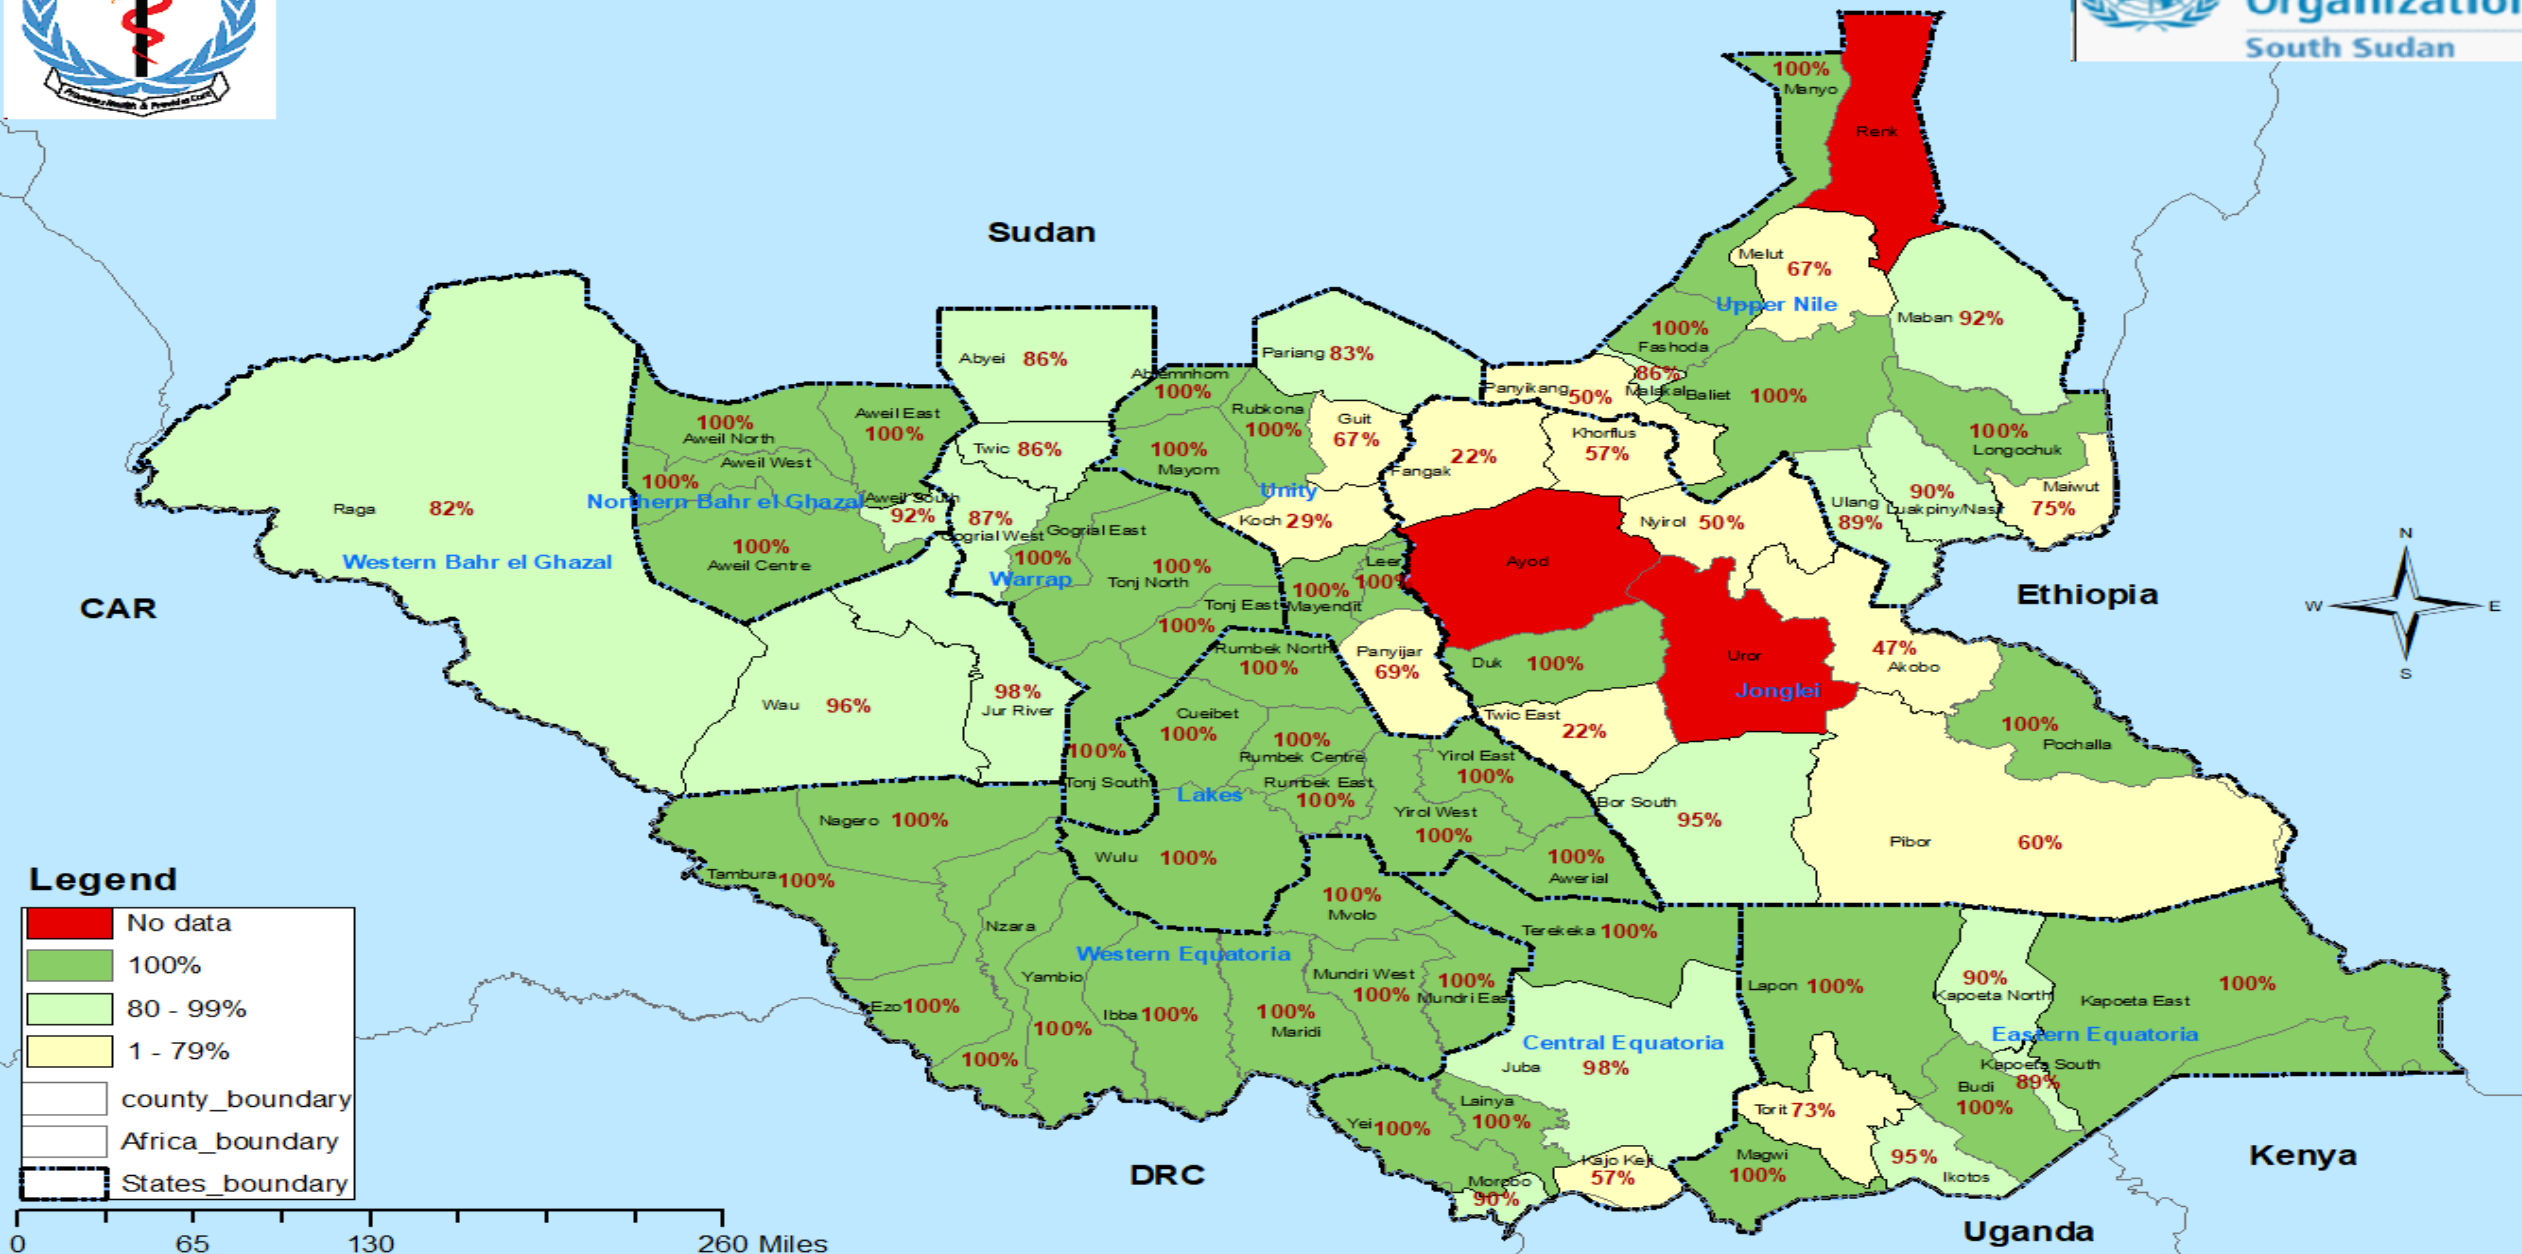 Promotes Health & Provides Care
Organization
South Sudan
100%
Manyo
Renk
Sudan
Melut
67%
Upper Nile
Maban 92%
100%
Fashoda
Abyei 86%
Pariang 83%
Abiemnhom
100%
86%
Malakal
Panyikang 50%
Baliet 100%
Aweil East
100%
100%
Aweil North
Rubkona
100%
Guit
67%
Khorflus
57%
100%
Longochuk
Aweil West
100%
Twic 86%
100%
Mayom
22%
Fangak
Northern Bahr el Ghazal
Aweil South
92%
Unity
Raga 82%
87%
Gogrial West
Koch 29%
Nyirol 50%
Ulang
89%
90%
Luakpiny/Nasir
Maiwut
75%
Gogrial East
100%
Western Bahr el Ghazal
100%
Aweil Centre
Warrap
100%
Tonj North
Leer
100%
Ayod
N
W
E
S
CAR
Ethiopia
Tonj East
100%
100%
Mayendit
Rumbek North
100%
Panyijar
69%
Duk 100%
Uror
Jonglei
47%
Akobo
Wau 96%
98%
Jur River
Cueibet
100%
Twic East
22%
100%
Pochalla
100%
Tonj South
100%
Rumbek Centre
Yirol East
100%
Rumbek East
100%
Lakes
Yirol West
100%
Bor South
95%
Pibor 60%
Nagero 100%
Wulu 100%
100%
Awerial
Tambura 100%
100%
Mvolo
Nzara
Terekeka 100%
Western Equatoria
Yambio
100%
Mundri West
100%
100%
Mundri East
Lapon 100%
90%
Kapoeta North
Kapoeta East
100%
Ezo 100%
Ibba 100%
100%
Maridi
100%
Central Equatoria
Juba 98%
Eastern Equatoria
Kapoeta South
89%
Budi
100%
Lainya
100%
Yei 100%
Torit 73%
Kajo Keji
57%
Magwi
100%
95%
Ikotos
Morobo
90%
DRC
Kenya
Uganda
Legend
No data
100%
80 - 99%
1 - 79%
county_boundary
Africa_boundary
States_boundary
0 65 130 260 Miles